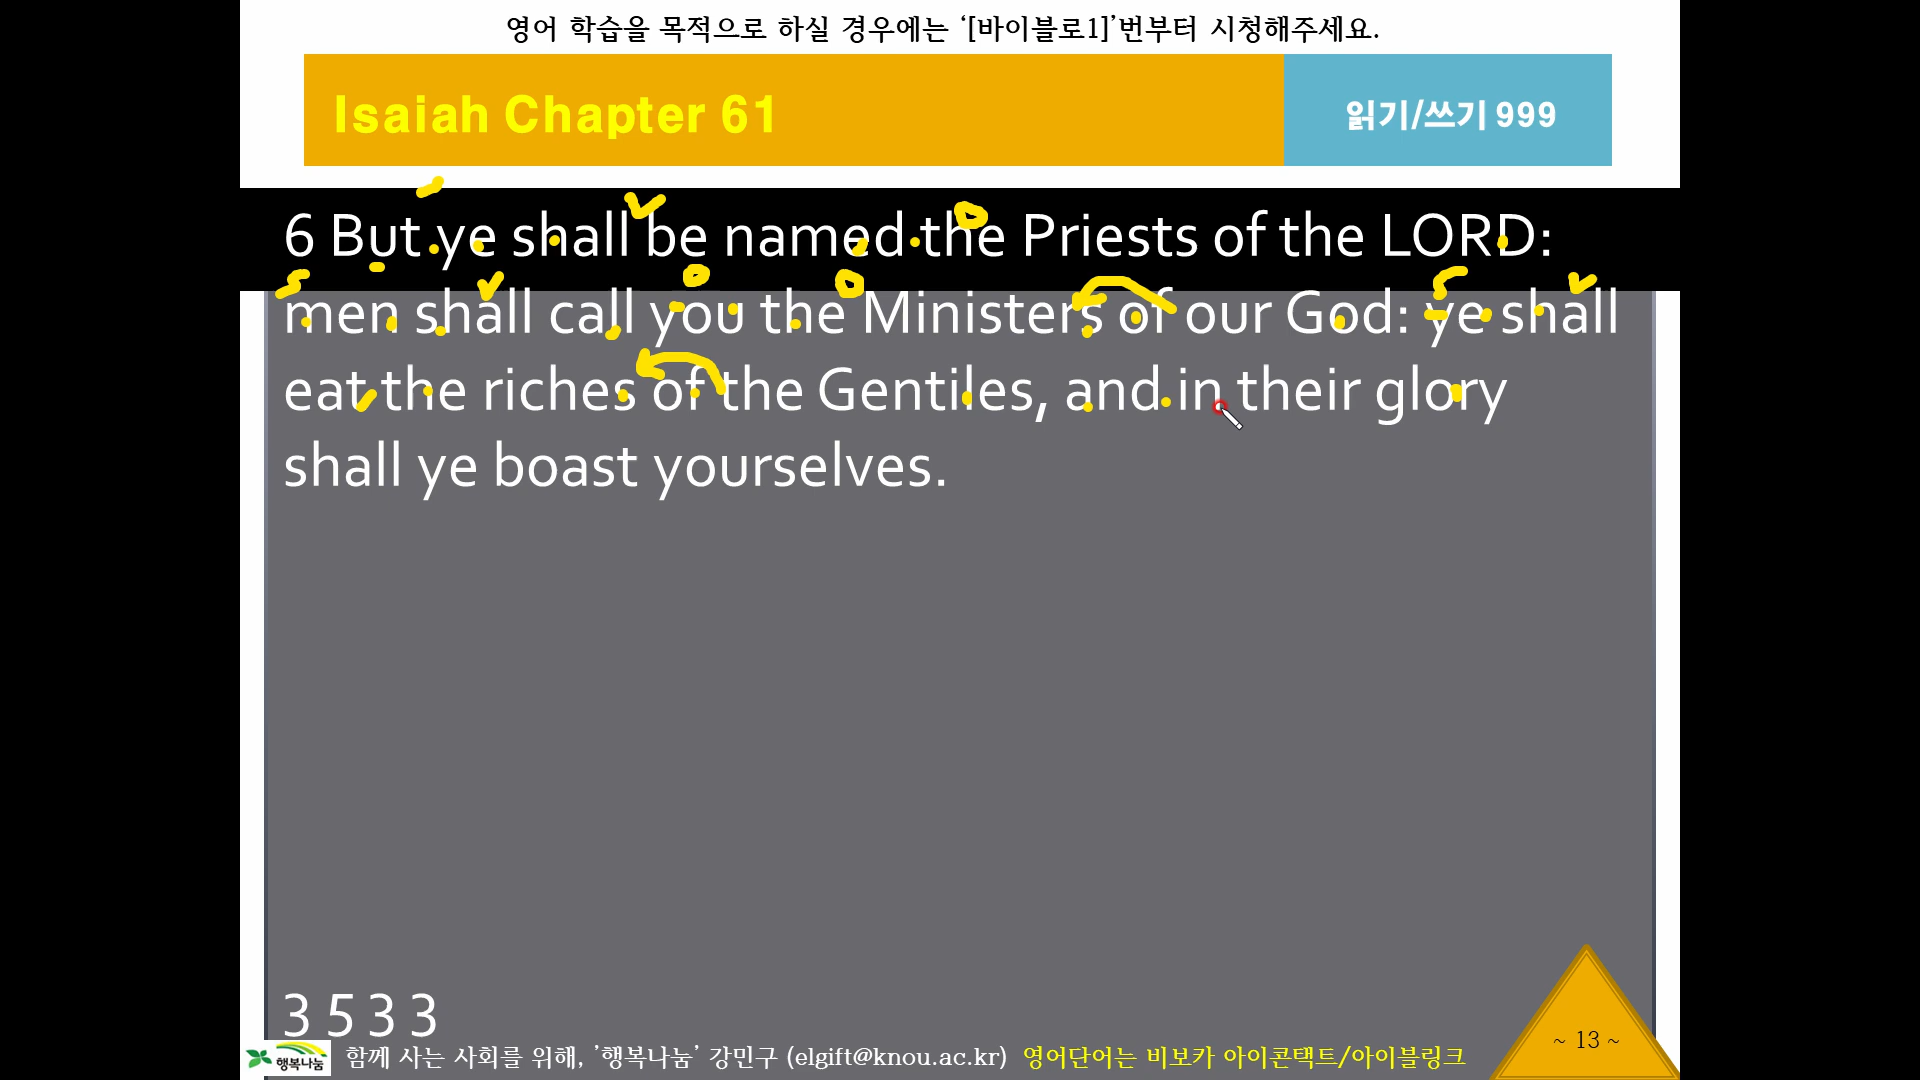 영어 학습을 목적으로 하실 경우에는 ‘[바이블로1]’번부터 시청해주세요.
Isaiah Chapter 61
읽기/쓰기 999
6 But ye shall be named the Priests of the LORD:
men shall call you the Ministers of our God: ye shall
eat the riches of the Gentiles, and in their glory
shall ye boast yourselves.
3 5 3 3
~ 13 ~
행복나눔
함께 사는 사회를 위해, ’행복나눔’ 강민구 (elgift@knou.ac.kr) 영어단어는 비보카 아이콘택트/아이블링크